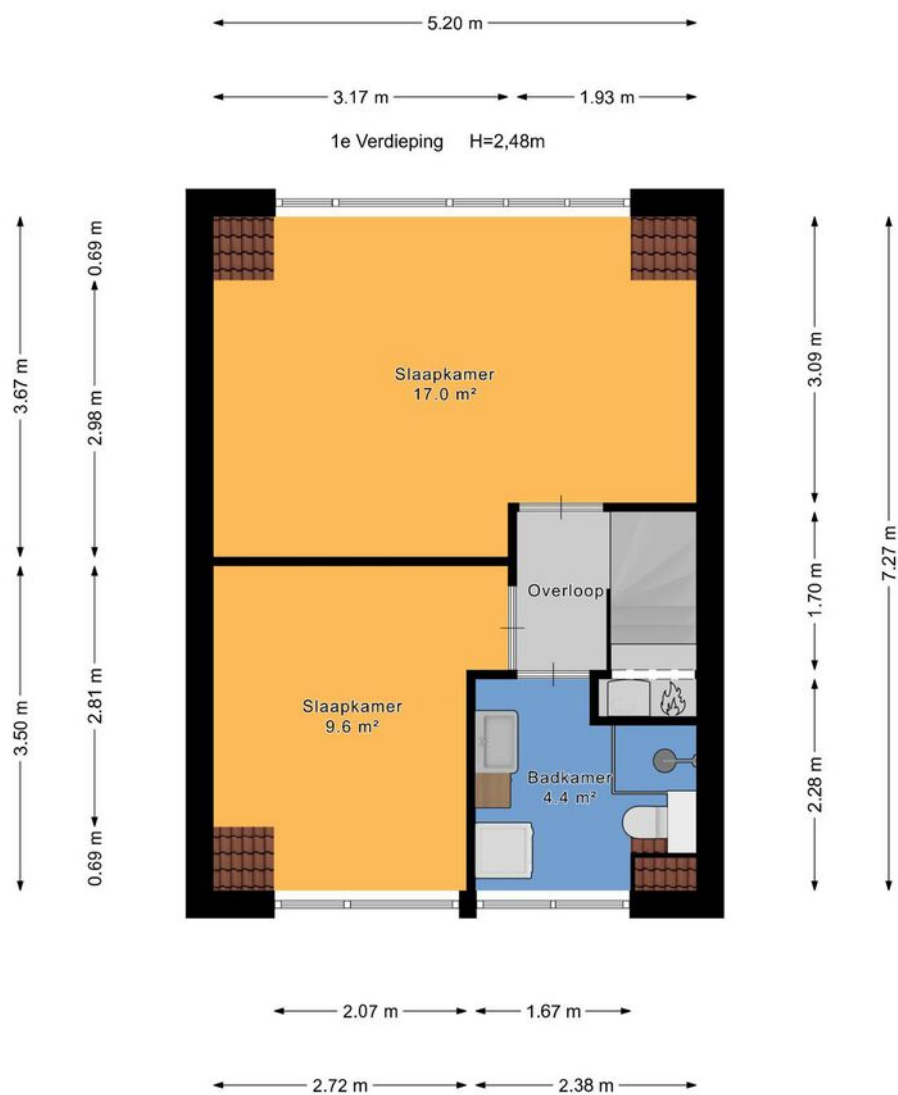 5.20 m
3.17 m
1.93 m
1e Verdieping H=2,48m
0.69 m
3.67 m
2.98 m
3.09 m
Slaapkamer
17.0 m²
7.27 m
1.70 m
Overloop
3.50 m
2.81 m
Slaapkamer
9.6 m²
Badkamer
4.4 m²
2.28 m
0.69 m
2.07 m
1.67 m
2.72 m
2.38 m